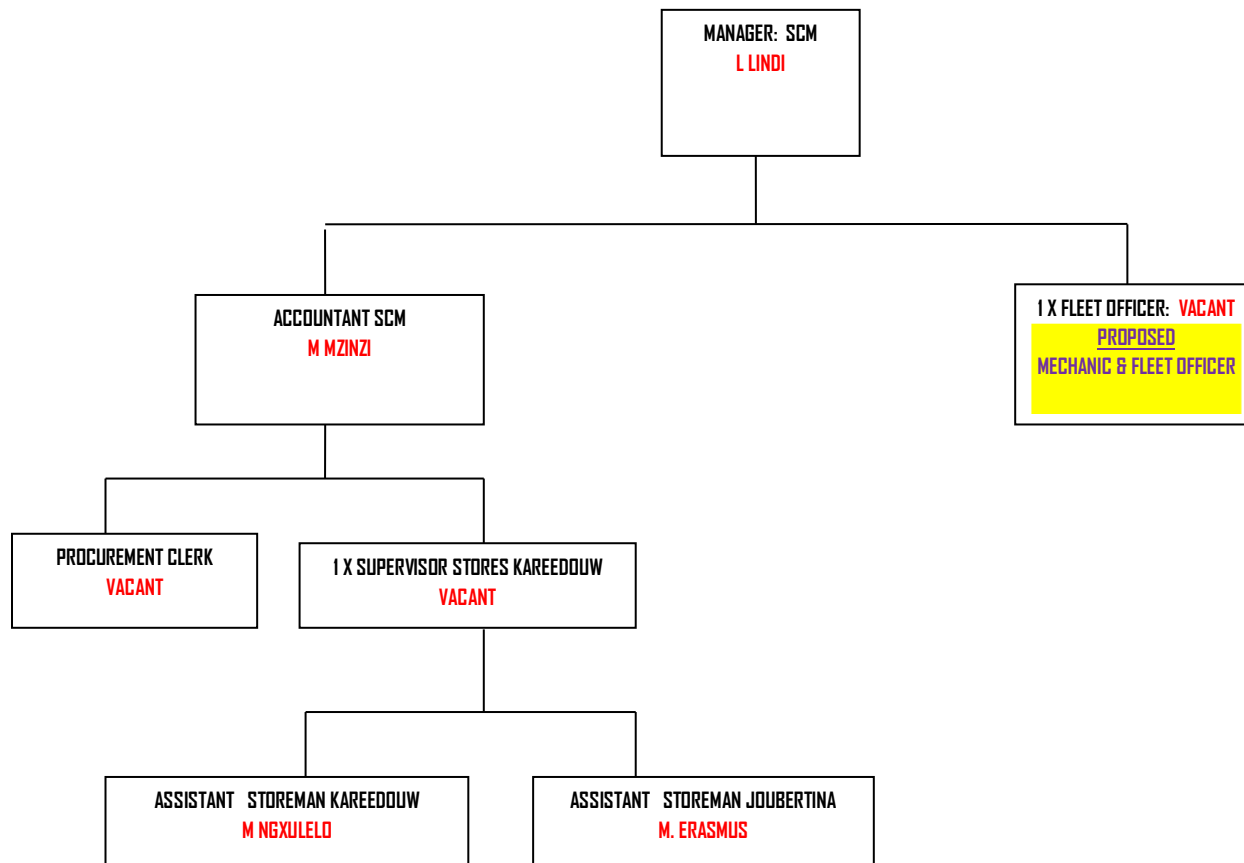 MANAGER: SCM
L LINDI
ACCOUNTANT SCM
M MZINZI
1 X FLEET OFFICER: VACANT
PROPOSED
MECHANIC & FLEET OFFICER
PROCUREMENT CLERK
VACANT
1 X SUPERVISOR STORES KAREEDOUW
VACANT
ASSISTANT STOREMAN KAREEDOUW
M NGXULELO
ASSISTANT STOREMAN JOUBERTINA
M. ERASMUS